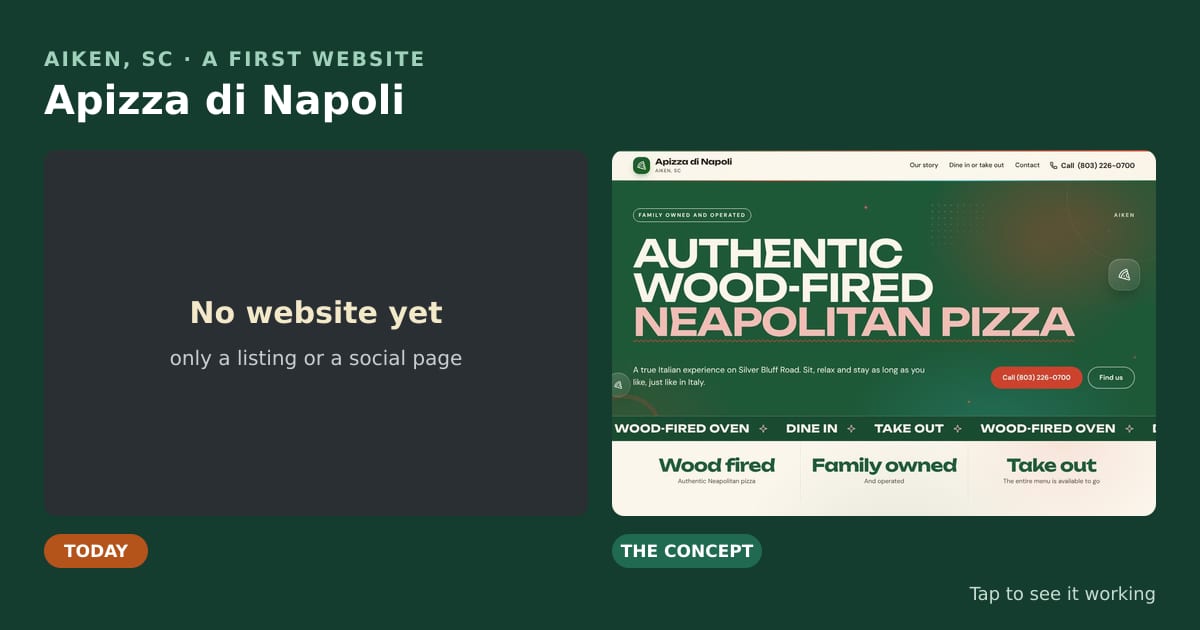 AIKEN, SC · A FIRST WEBSITE
Apizza di Napoli
No website yet
only a listing or a social page
TODAY
Apizza di Napoli
AIKEN, SC
Our story
Dine in or take out
Contact
Call (803) 226-0700
FAMILY OWNED AND OPERATED
AIKEN
AUTHENTIC
WOOD-FIRED
NEAPOLITAN PIZZA
A true Italian experience on Silver Bluff Road. Sit, relax and stay as long as you
like, just like in Italy.
Call (803) 226-0700
Find us
WOOD-FIRED OVEN ✧ DINE IN ✧ TAKE OUT ✧ WOOD-FIRED OVEN ✧
Wood fired
Authentic Neapolitan pizza
Family owned
And operated
Take out
The entire menu is available to go
THE CONCEPT
Tap to see it working